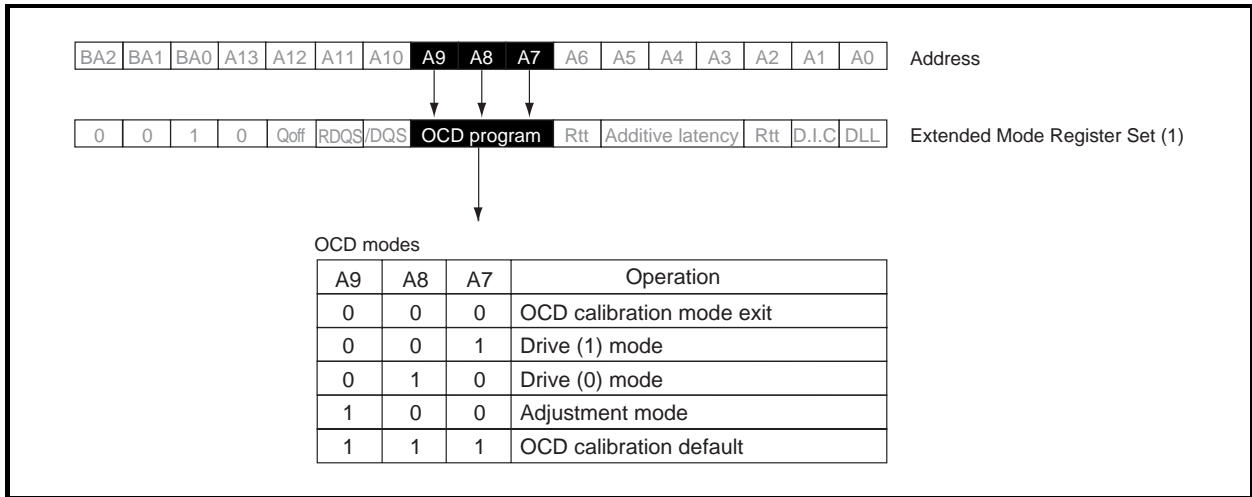 BA2 BA1 BA0 A13 A12 A11 A10 A9 A8 A7 A6 A5 A4 A3 A2 A1 A0 Address
0 0 1 0 Qoff RDQS /DQS OCD program Rtt Additive latency Rtt D.I.C DLL Extended Mode Register Set (1)
OCD modes
A9 A8 A7 Operation
0 0 0 OCD calibration mode exit
0 0 1 Drive (1) mode
0 1 0 Drive (0) mode
1 0 0 Adjustment mode
1 1 1 OCD calibration default